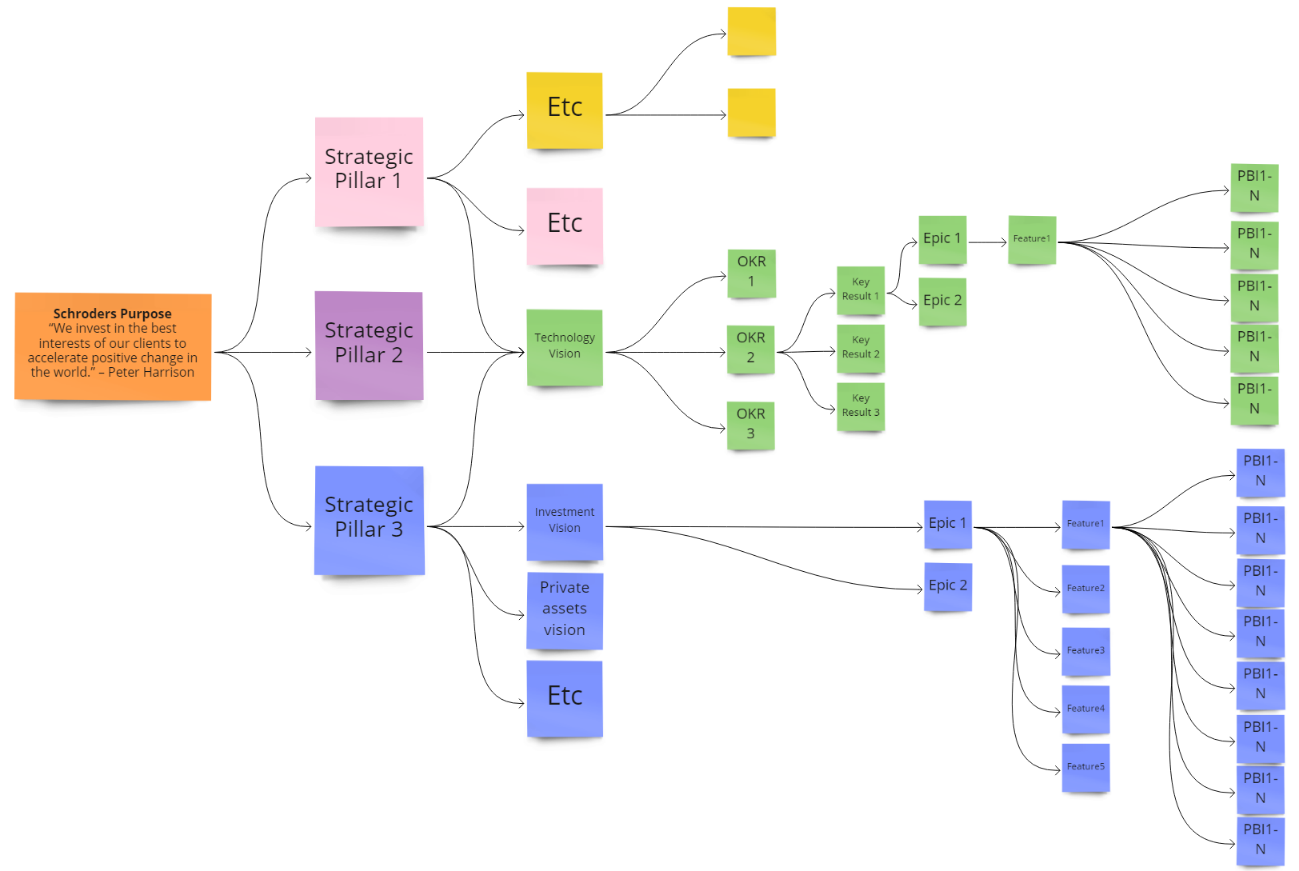 Schroders Purpose
“We invest in the best
interests of our clients to
accelerate positive change in
the world.” – Peter Harrison
Strategic
Pillar 1
Strategic
Pillar 2
Strategic
Pillar 3
Etc
Etc
Technology
Vision
Investment
Vision
Private
assets
vision
Etc
OKR
1
OKR
2
OKR
3
Key
Result 1
Key
Result 2
Key
Result 3
Epic 1
Epic 2
Feature1
PBI1-
N
PBI1-
N
PBI1-
N
PBI1-
N
PBI1-
N
Epic 1
Epic 2
Feature1
Feature2
Feature3
Feature4
Feature5
PBI1-
N
PBI1-
N
PBI1-
N
PBI1-
N
PBI1-
N
PBI1-
N
PBI1-
N
PBI1-
N